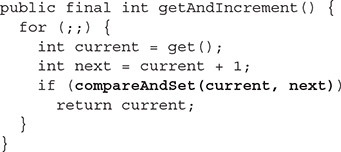 public final int getAndIncrement() {
  for (;;) {
    int current = get();
    int next = current + 1;
    if (compareAndSet(current, next))
      return current;
  }
}